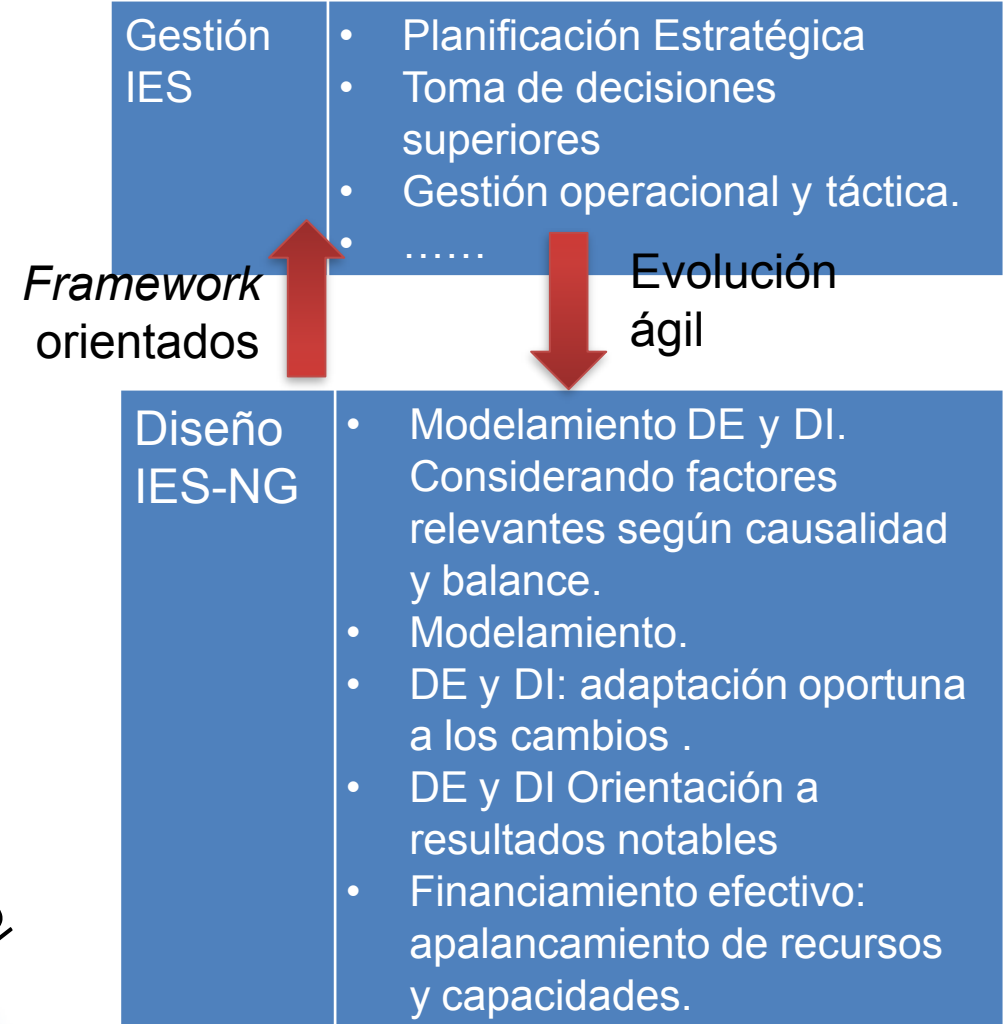 Gestión
IES
• Planificación Estratégica
• Toma de decisiones
superiores
• Gestión operacional y táctica.
• ……
Framework
orientados
Evolución
ágil
Diseño
IES-NG
• Modelamiento DE y DI.
Considerando factores
relevantes según causalidad
y balance.
• Modelamiento.
• DE y DI: adaptación oportuna
a los cambios .
• DE y DI Orientación a
resultados notables
• Financiamiento efectivo:
apalancamiento de recursos
y capacidades.